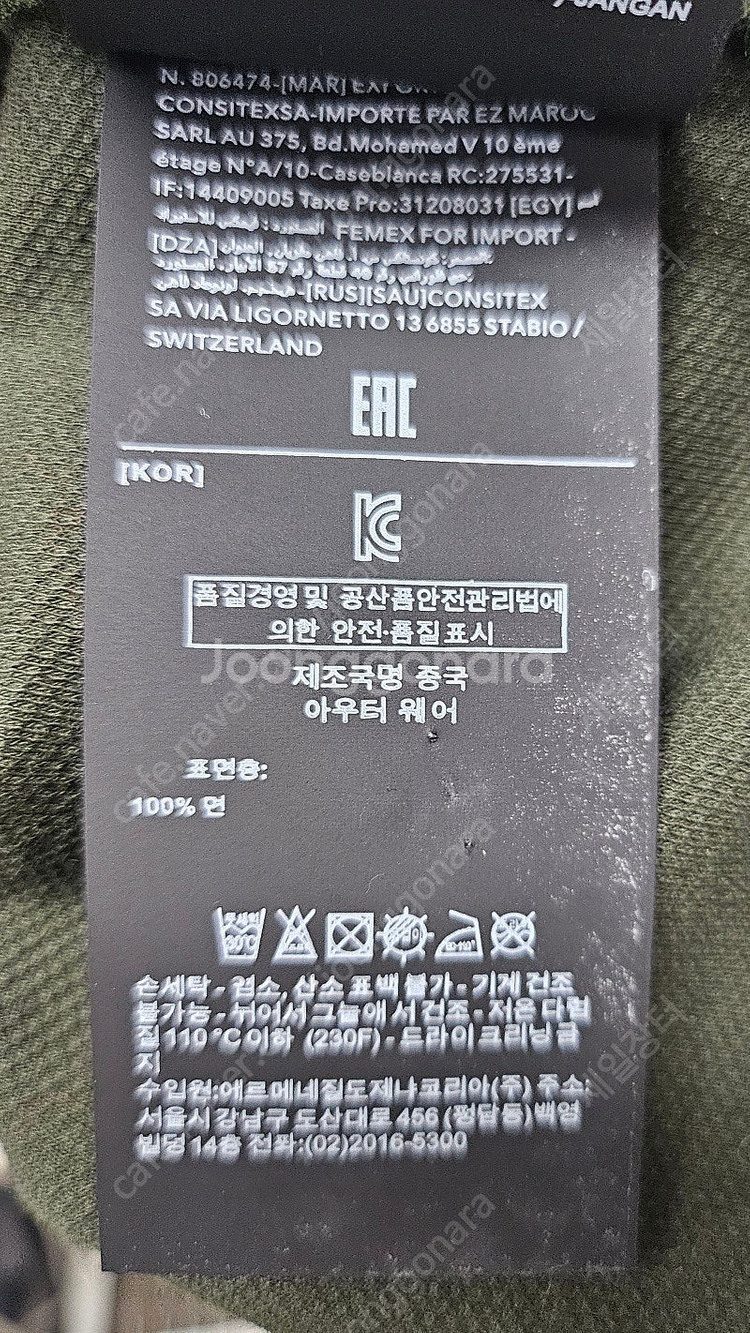 JANGAN
N. 806474-[MAR]
CONSITEXSA-IMPORTE PAR EZ MAROC
SARL AU 375, Bd.Mohamed V 10 ème
étage N°A/10-Casablanca RC:275531-
IF:14409005 Taxe Pro:31208031 [EGY]
FEMEX FOR IMPORT -
[DZA]
-[RUS][SAU]CONSITEX
SA VIA LIGORNETTO 13 6855 STABIO /
SWITZERLAND
EAC
[KOR]
품질경영및 공산품안전관리법에
의한 안전·품질표시
Joonggonara
제조국명 중국
아우터 웨어
표면층:
100% 면
손세탁 - 염소, 산소 표백 불가 - 기계 건조
불가능 - 뉘어서 그늘에서 건조 - 저온 다림
질 110°C이하 (230F) - 드라이 크리닝 금
지
수입원:에르메네질도제냐코리아(주) 주소:
서울시 강남구 도산대로 456 (청담동)백영
빌딩 14층 전화:(02)2016-5300